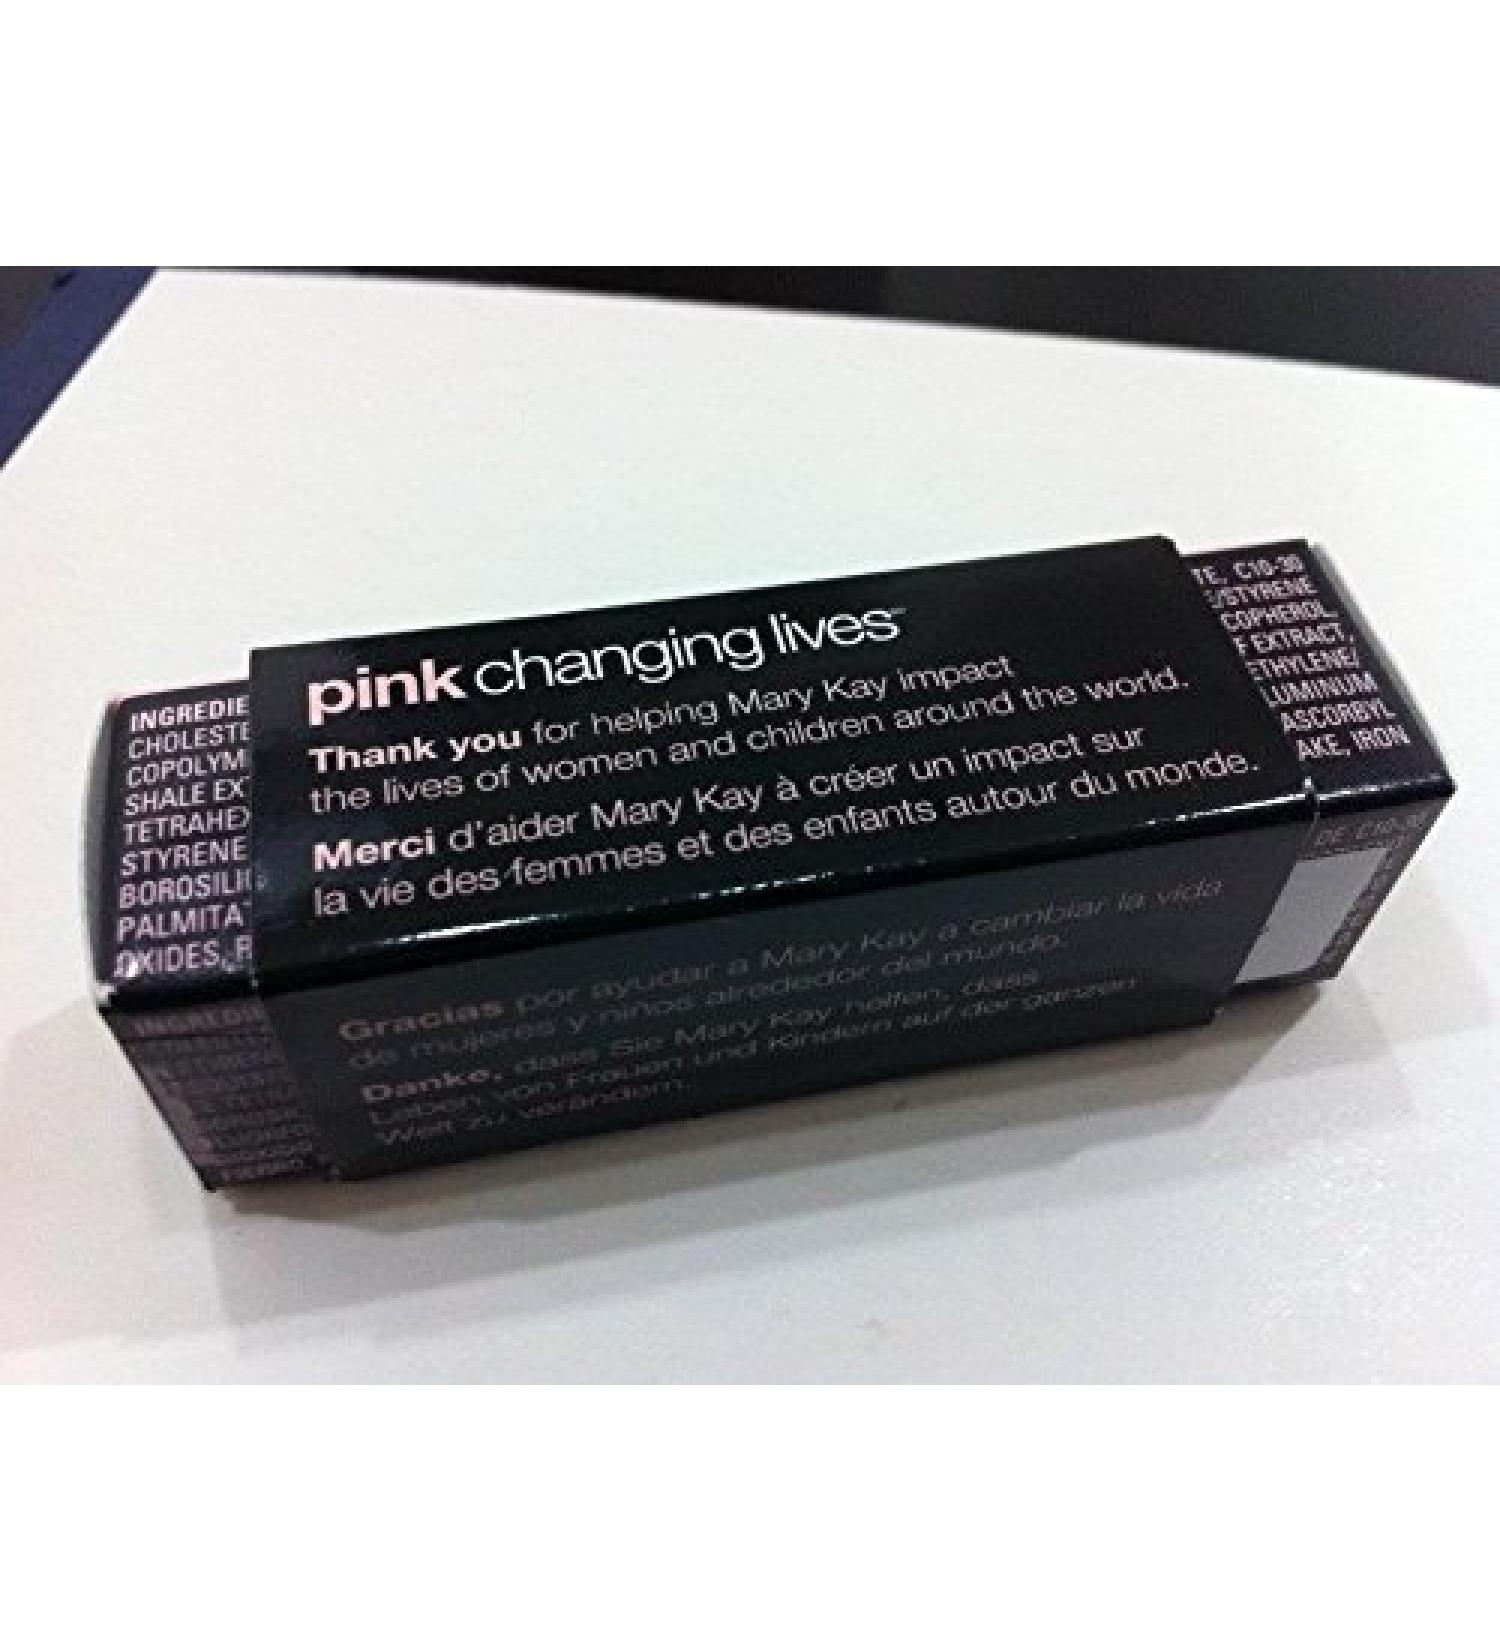 pink changing lives™
Thank you for helping Mary Kay impact
the lives of women and children around the world.
Merci d'aider Mary Kay à créer un impact sur
la vie des femmes et des enfants autour du monde.
Gracias por ayudar a Mary Kay a cambiar la vida
de mujeres y niños alrededor del mundo.
Danke, dass Sie Mary Kay helfen, dass
Leben von Frauen und Kindern auf der ganzen
Welt zu verändern.
INGREDIE
CHOLESTE
COPOLYM
SHALE EX
TETRAHEX
STYRENE
BOROSILI
PALMITA
OXIDES,
TE, C10-30
/STYRENE
COPHEROL,
F EXTRACT,
ETHYLENE/
LUMINUM
ASCORBYL
AKE, IRON
INGREDIE